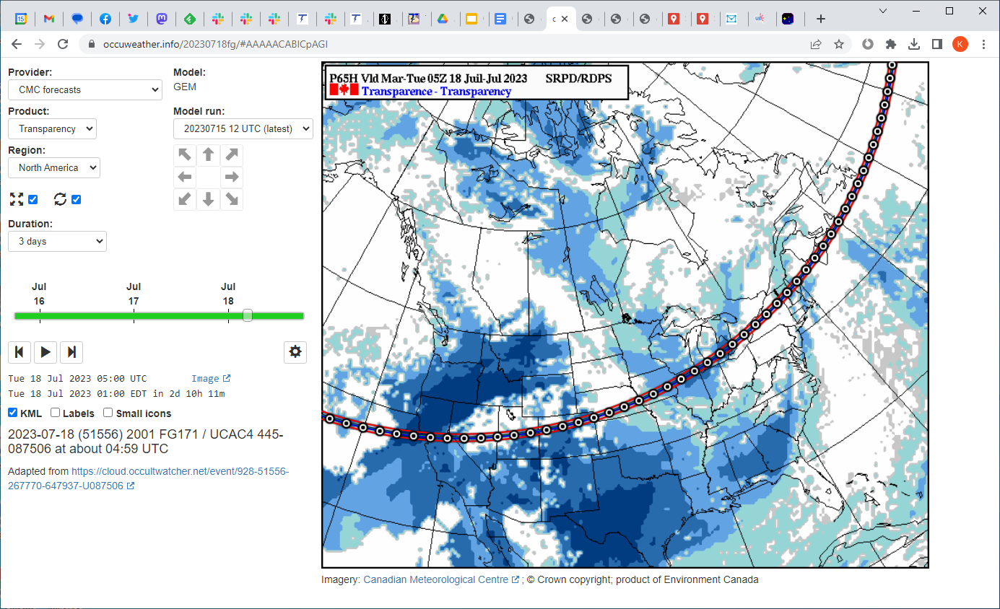 15
occuweather.info/20230718fg/#AAAAACABICpAGI
K
Provider:
Model:
CMC forecasts
GEM
Product:
Model run:
Transparency
20230715 12 UTC (latest)
Region:
North America
Duration:
3 days
Jul Jul Jul
16 17 18
Tue 18 Jul 2023 05:00 UTC
Image
Tue 18 Jul 2023 01:00 EDT in 2d 10h 11m
KML Labels Small icons
2023-07-18 (51556) 2001 FG171 / UCAC4 445-
087506 at about 04:59 UTC
Adapted from https://cloud.occultwatcher.net/event/928-51556-
267770-647937-U087506
P65H Vld Mar-Tue 05Z 18 Juil-Jul 2023 SRPD/RDPS
Transparence - Transparency
Imagery: Canadian Meteorological Centre ; © Crown copyright; product of Environment Canada